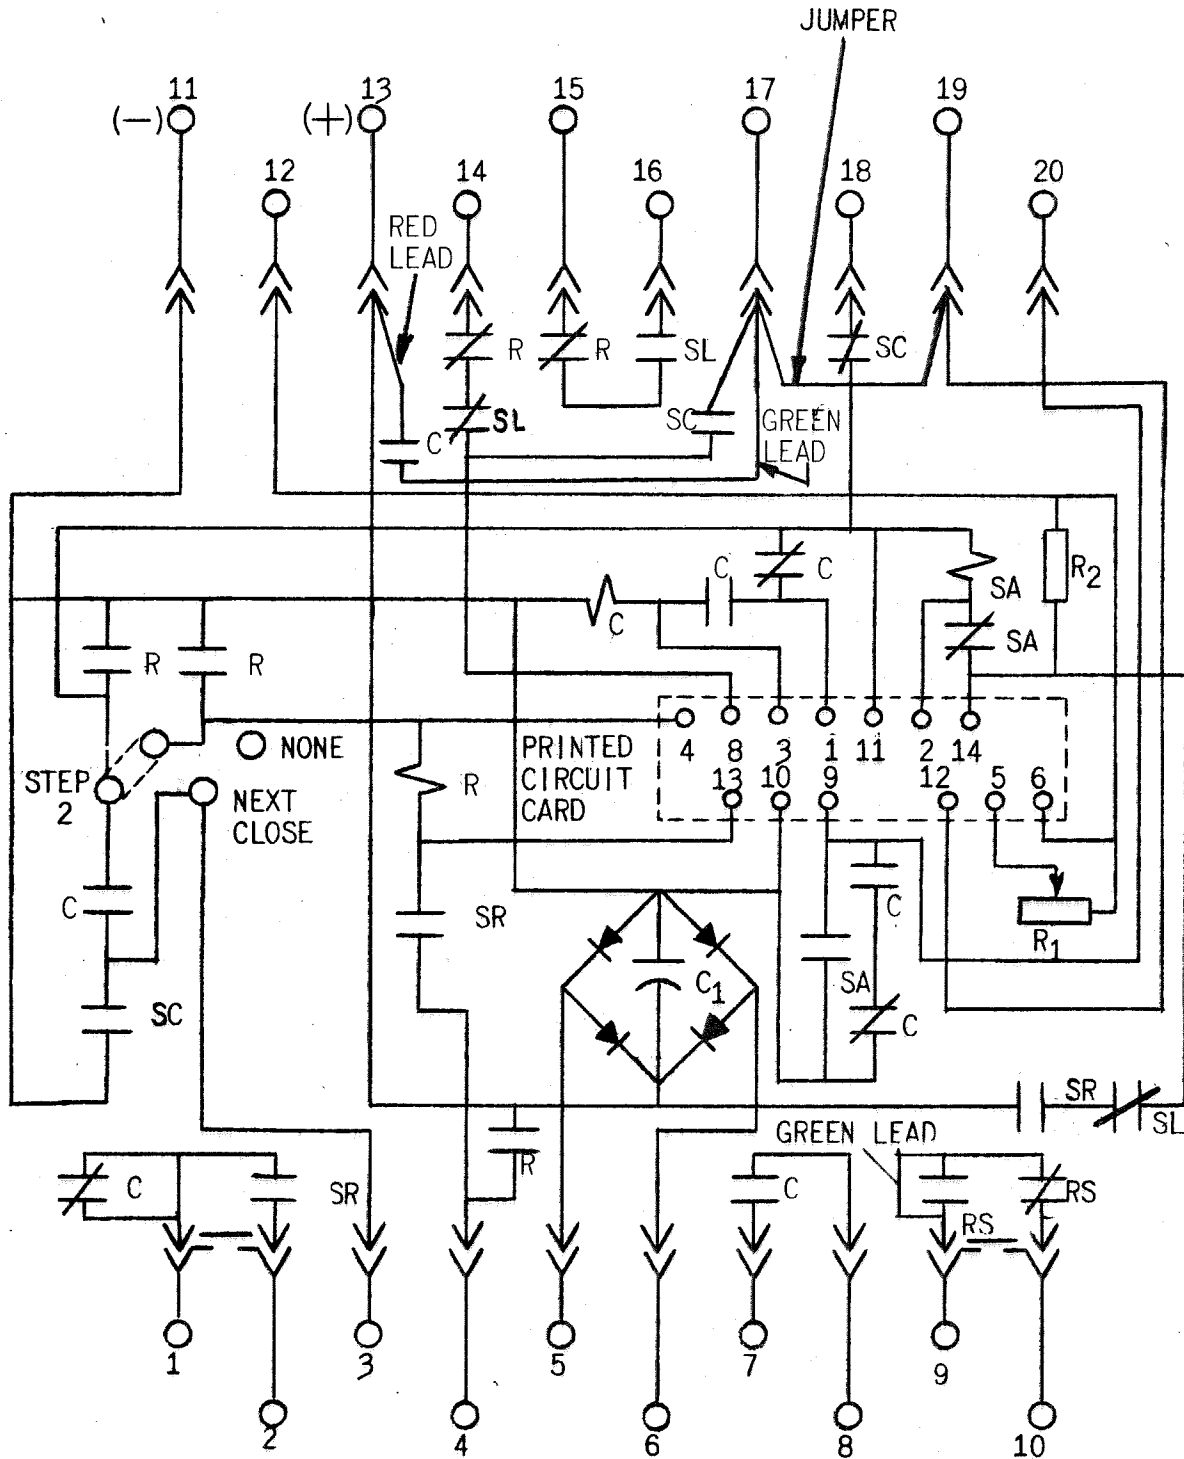 JUMPER
11 13 15 17 19
(—) (+)
12 14 16 18 20
RED
LEAD
R R SL SC
SL SC GREEN
C LEAD
C C R2
SA
C
R R SA
4 8 3 1 11 2 14
NONE PRINTED
STEP CIRCUIT
2 CARD
R 13 10 9 12 5 6
NEXT
CLOSE
C C
SR R1
C1 SA
SC C
SR
SL
GREEN LEAD
R
C SR C RS
RS
1 3 5 7 9
2 4 6 8 10